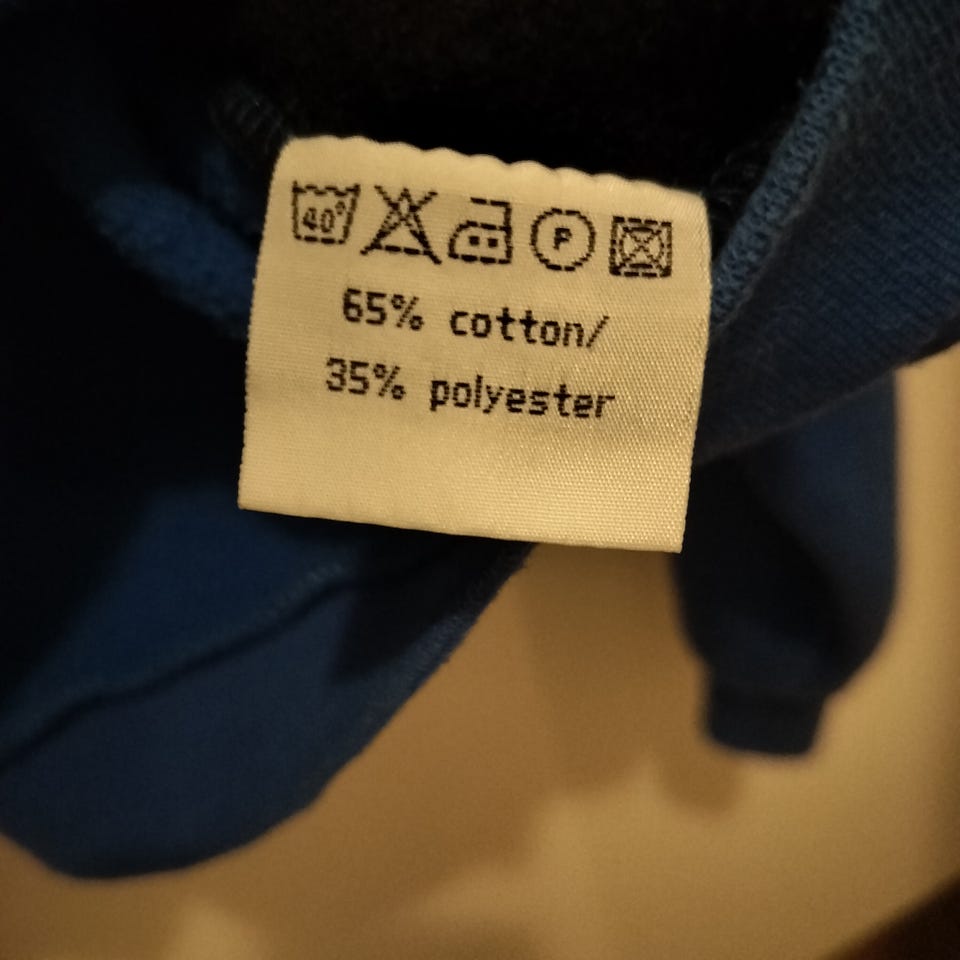 40°
P
65% cotton/
35% polyester